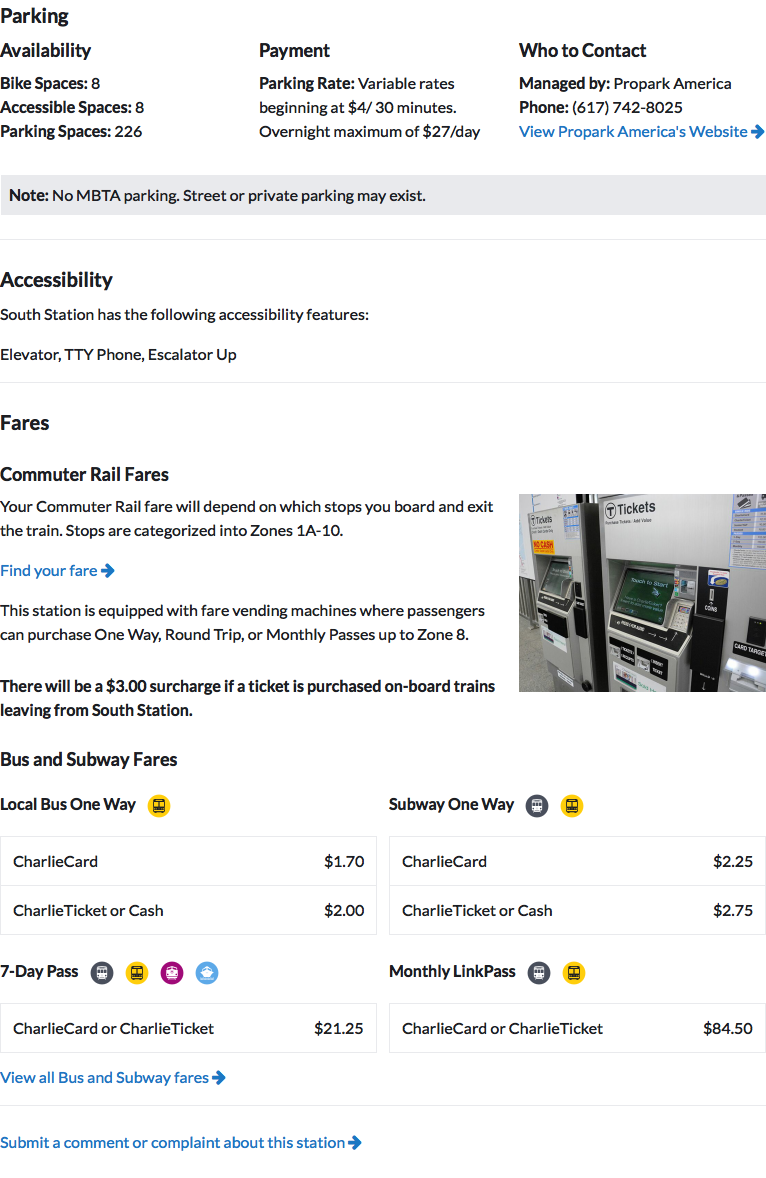 Parking
Availability
Bike Spaces: 8
Accessible Spaces: 8
Parking Spaces: 226
Payment
Parking Rate: Variable rates
beginning at $4/ 30 minutes.
Overnight maximum of $27/day
Who to Contact
Managed by: Propark America
Phone: (617) 742-8025
View Propark America's Website
Note: No MBTA parking. Street or private parking may exist.
Accessibility
South Station has the following accessibility features:
Elevator, TTY Phone, Escalator Up
Fares
Commuter Rail Fares
Your Commuter Rail fare will depend on which stops you board and exit
the train. Stops are categorized into Zones 1A-10.
Find your fare
This station is equipped with fare vending machines where passengers
can purchase One Way, Round Trip, or Monthly Passes up to Zone 8.
There will be a $3.00 surcharge if a ticket is purchased on-board trains
leaving from South Station.
Tickets
NO CASH
T Tickets
Purchase Tickets · Add Value
Touch to Start
COINS
CARD TARGET
Bus and Subway Fares
Local Bus One Way
CharlieCard $1.70
CharlieTicket or Cash $2.00
Subway One Way
CharlieCard $2.25
CharlieTicket or Cash $2.75
7-Day Pass
CharlieCard or CharlieTicket $21.25
Monthly LinkPass
CharlieCard or CharlieTicket $84.50
View all Bus and Subway fares
Submit a comment or complaint about this station